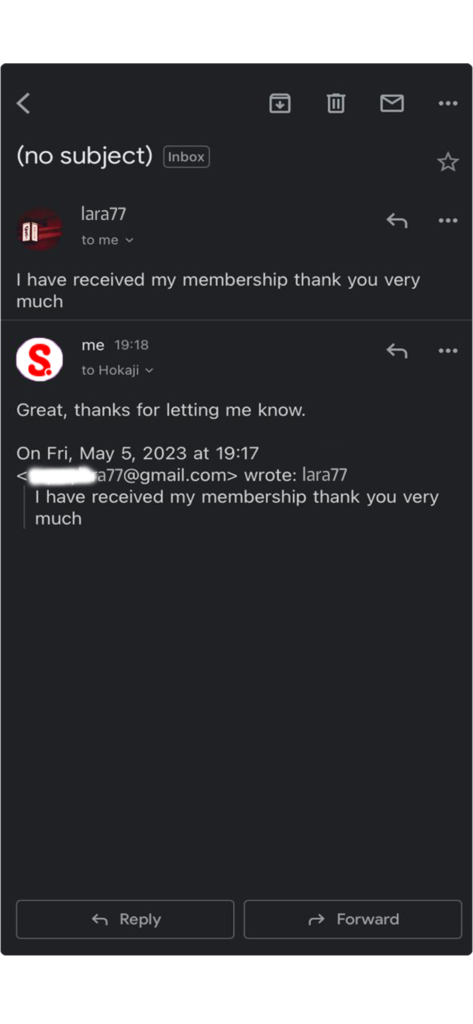 (no subject) Inbox
lara77
to me
I have received my membership thank you very
much
S.
me 19:18
to Hokaji
Great, thanks for letting me know.
On Fri, May 5, 2023 at 19:17
<a77@gmail.com> wrote: lara77
I have received my membership thank you very
much
Reply
Forward